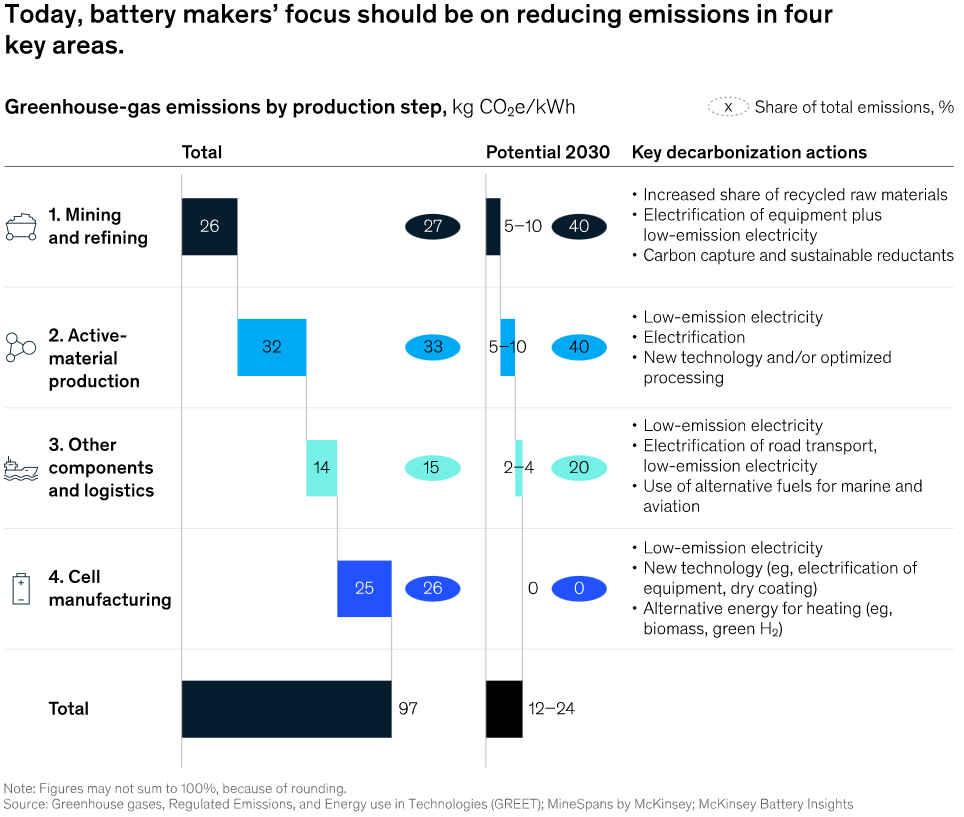 Today, battery makers’ focus should be on reducing emissions in four
key areas.
Greenhouse-gas emissions by production step, kg CO₂e/kWh
X Share of total emissions, %
Total
Potential 2030
Key decarbonization actions
1. Mining
and refining
26
27
5–10
40
• Increased share of recycled raw materials
• Electrification of equipment plus
low-emission electricity
• Carbon capture and sustainable reductants
2. Active-
material
production
32
33
5–10
40
• Low-emission electricity
• Electrification
• New technology and/or optimized
processing
3. Other
components
and logistics
14
15
2–4
20
• Low-emission electricity
• Electrification of road transport,
low-emission electricity
• Use of alternative fuels for marine and
aviation
4. Cell
manufacturing
25
26
0
0
• Low-emission electricity
• New technology (eg, electrification of
equipment, dry coating)
• Alternative energy for heating (eg,
biomass, green H₂)
Total
97
12–24
Note: Figures may not sum to 100%, because of rounding.
Source: Greenhouse gases, Regulated Emissions, and Energy use in Technologies (GREET); MineSpans by McKinsey; McKinsey Battery Insights